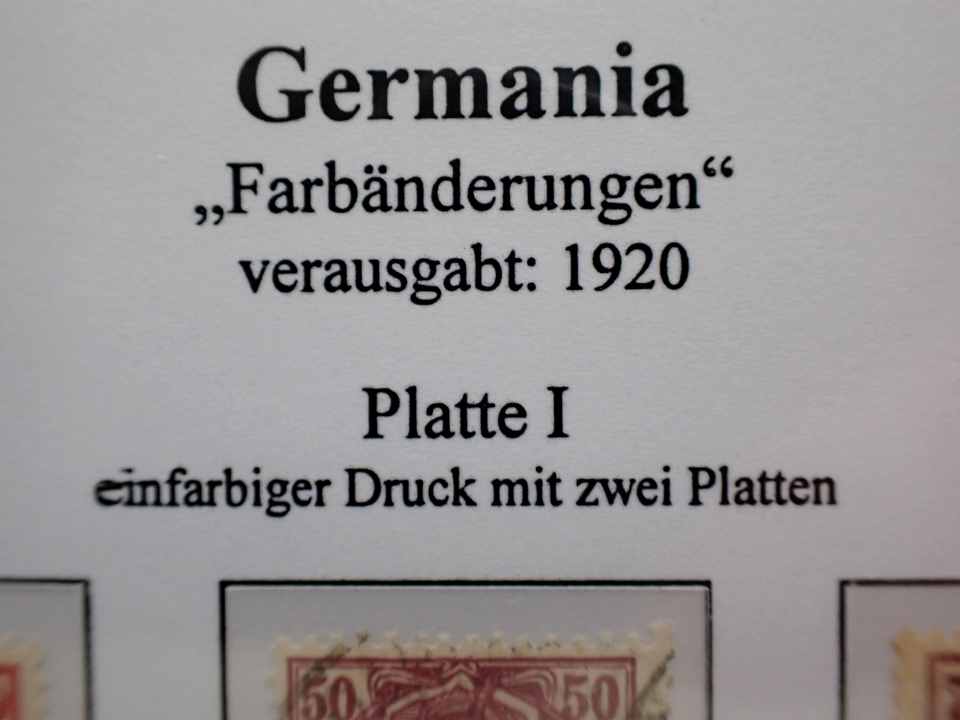 Germania
„Farbänderungen“
verausgabt: 1920
Platte I
einfarbiger Druck mit zwei Platten
50 50